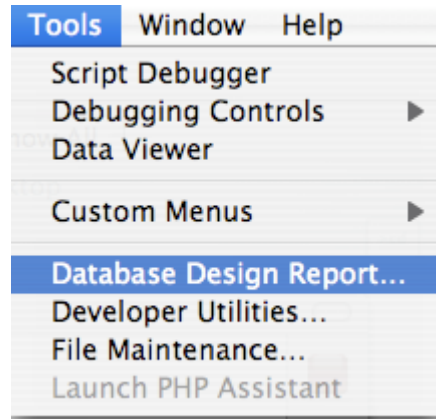 Tools Window Help
Script Debugger
Debugging Controls
Data Viewer
Custom Menus
Database Design Report...
Developer Utilities...
File Maintenance...
Launch PHP Assistant